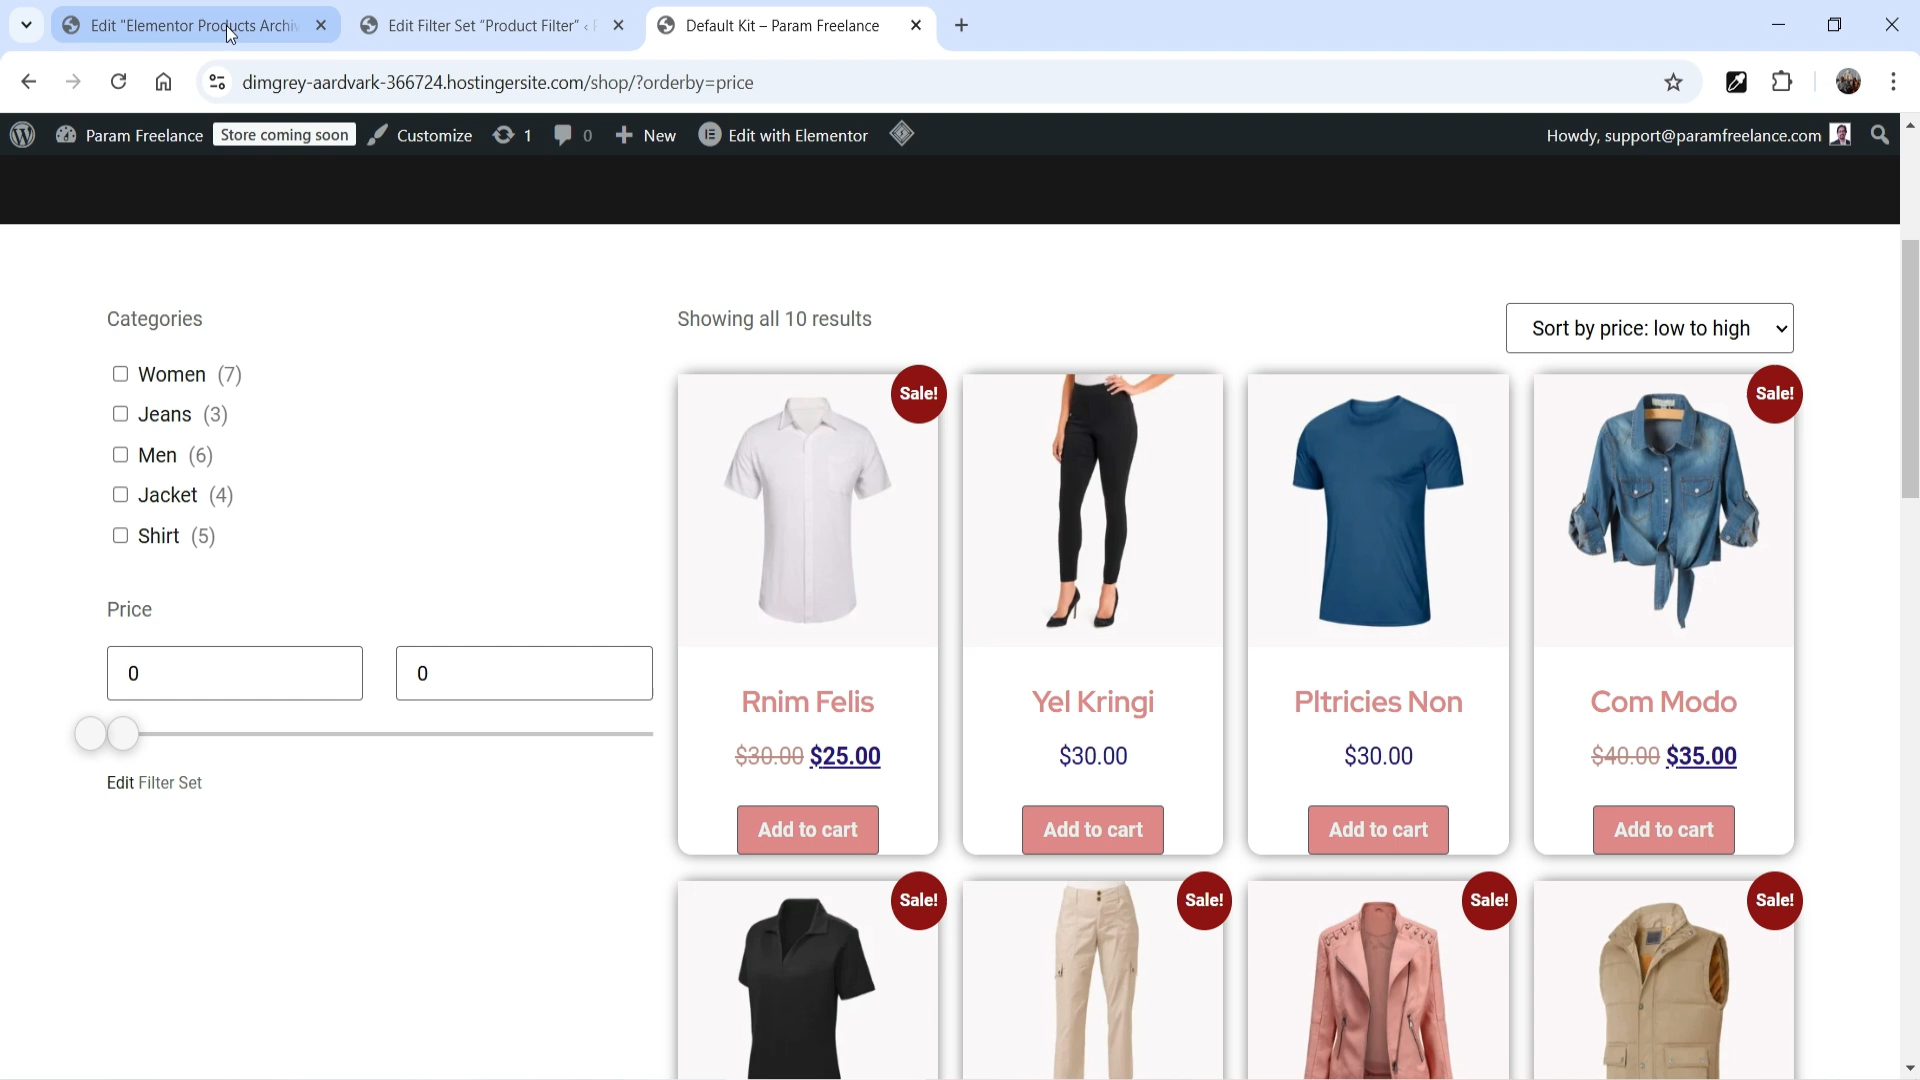 Edit "Elementor Products Archiv
Edit Filter Set “Product Filter” ‹
Default Kit – Param Freelance
dimgrey-aardvark-366724.hostingersite.com/shop/?orderby=price
Param Freelance
Store coming soon
Customize
1
0
New
Edit with Elementor
Howdy, support@paramfreelance.com
Categories
Women (7)
Jeans (3)
Men (6)
Jacket (4)
Shirt (5)
Price
0
0
Edit Filter Set
Showing all 10 results
Sort by price: low to high
Sale!
Sale!
Rnim Felis
Yel Kringi
Pltricies Non
Com Modo
$30.00 $25.00
$30.00
$30.00
$40.00 $35.00
Add to cart
Add to cart
Add to cart
Add to cart
Sale!
Sale!
Sale!
Sale!